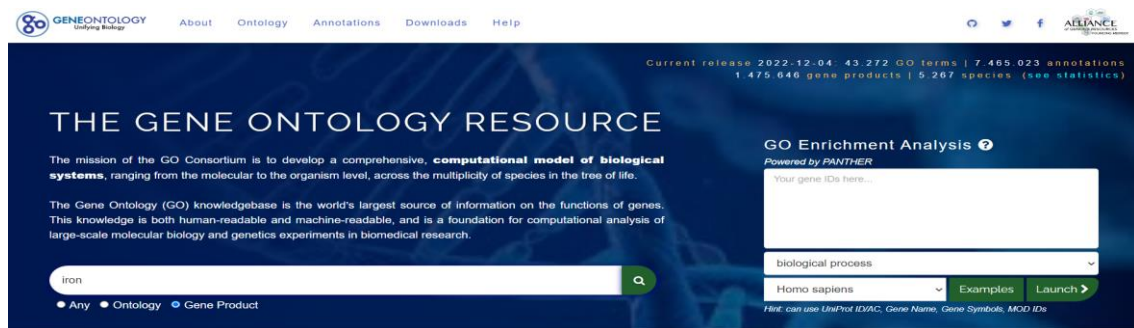 GENEONTOLOGY
Unifying Biology
About Ontology Annotations Downloads Help
ALLIANCE
Current release 2022-12-04: 43.272 GO terms | 7.465.023 annotations
1.475.646 gene products | 5.267 species (see statistics)
THE GENE ONTOLOGY RESOURCE
The mission of the GO Consortium is to develop a comprehensive, computational model of biological
systems, ranging from the molecular to the organism level, across the multiplicity of species in the tree of life.
The Gene Ontology (GO) knowledgebase is the world's largest source of information on the functions of genes.
This knowledge is both human-readable and machine-readable, and is a foundation for computational analysis of
large-scale molecular biology and genetics experiments in biomedical research.
iron
Any Ontology Gene Product
GO Enrichment Analysis ?
Powered by PANTHER
Your gene IDs here...
biological process
Homo sapiens Examples Launch
Hint: can use UniProt ID/AC, Gene Name, Gene Symbols, MOD IDs